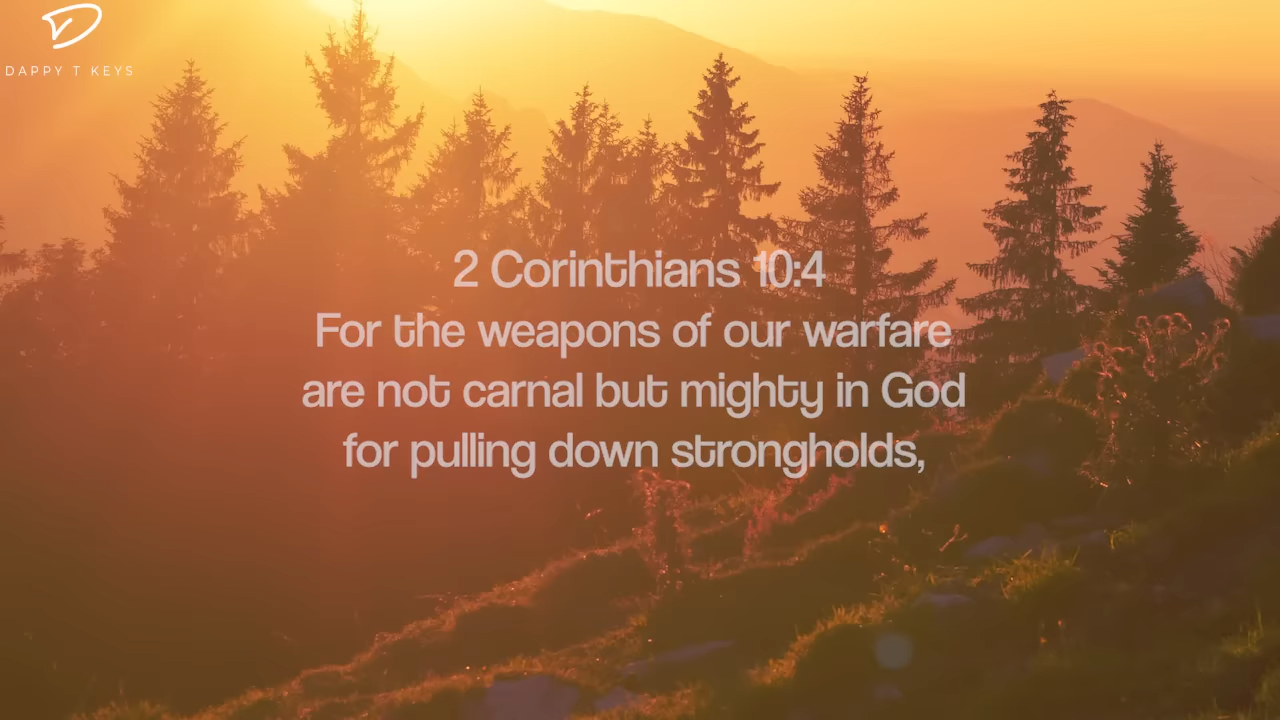 DAPPY T KEYS
2 Corinthians 10:4
For the weapons of our warfare
are not carnal but mighty in God
for pulling down strongholds,